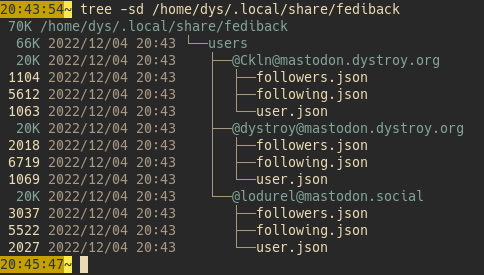 20:43:54~ tree -sd /home/dys/.local/share/fediback
70K /home/dys/.local/share/fediback
66K 2022/12/04 20:43 └──users
20K 2022/12/04 20:43 ├──@Ckln@mastodon.dystroy.org
1104 2022/12/04 20:43 │ ├──followers.json
5612 2022/12/04 20:43 │ ├──following.json
1063 2022/12/04 20:43 │ └──user.json
20K 2022/12/04 20:43 ├──@dystroy@mastodon.dystroy.org
2018 2022/12/04 20:43 │ ├──followers.json
6719 2022/12/04 20:43 │ ├──following.json
1069 2022/12/04 20:43 │ └──user.json
20K 2022/12/04 20:43 └──@lodurel@mastodon.social
3037 2022/12/04 20:43 ├──followers.json
5522 2022/12/04 20:43 ├──following.json
2027 2022/12/04 20:43 └──user.json
20:45:47~